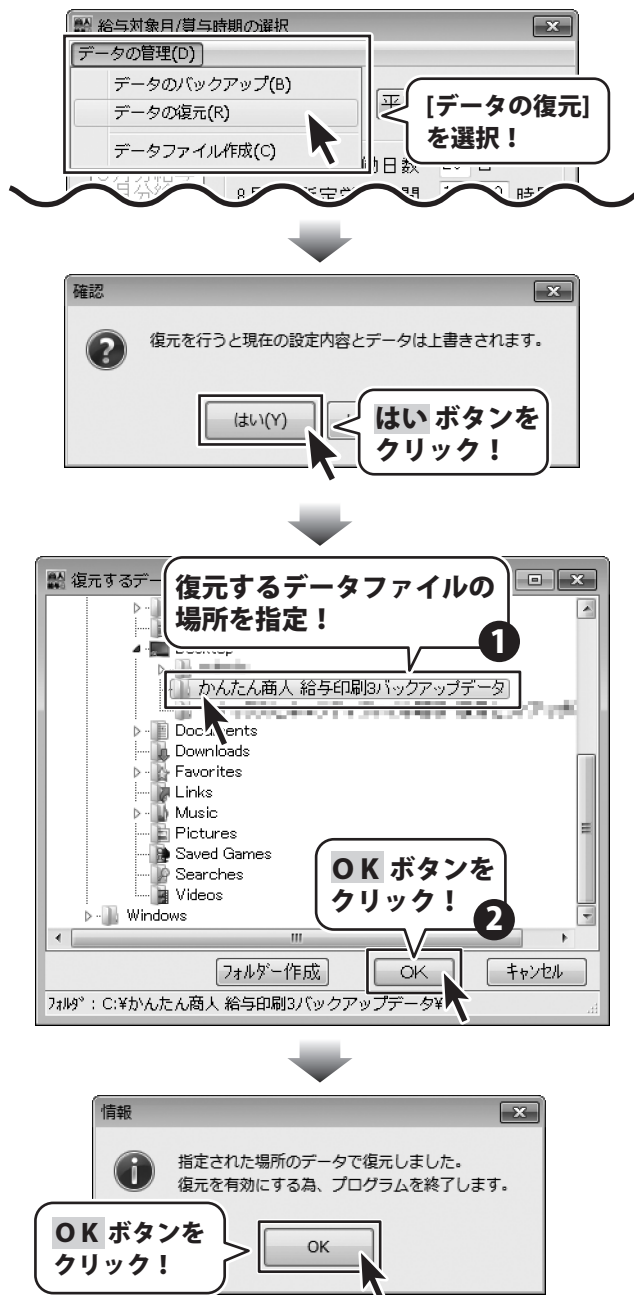 給与対象月/賞与時期の選択
データの管理(D)
データのバックアップ(B)
データの復元(R)
データファイル作成(C)
平
[データの復元]
を選択！
確認
復元を行うと現在の設定内容とデータは上書きされます。
はい(Y)
はい ボタンを
クリック！
復元するデー
復元するデータファイルの
場所を指定！
1
Desktop
かんたん商人 給与印刷3バックアップデータ
Documents
Downloads
Favorites
Links
Music
Pictures
Saved Games
Searches
Videos
Windows
OK ボタンを
クリック！
2
フォルダー作成
OK
キャンセル
フォルダ：C:¥かんたん商人 給与印刷3バックアップデータ¥
情報
指定された場所のデータで復元しました。
復元を有効にする為、プログラムを終了します。
OK ボタンを
クリック！
OK